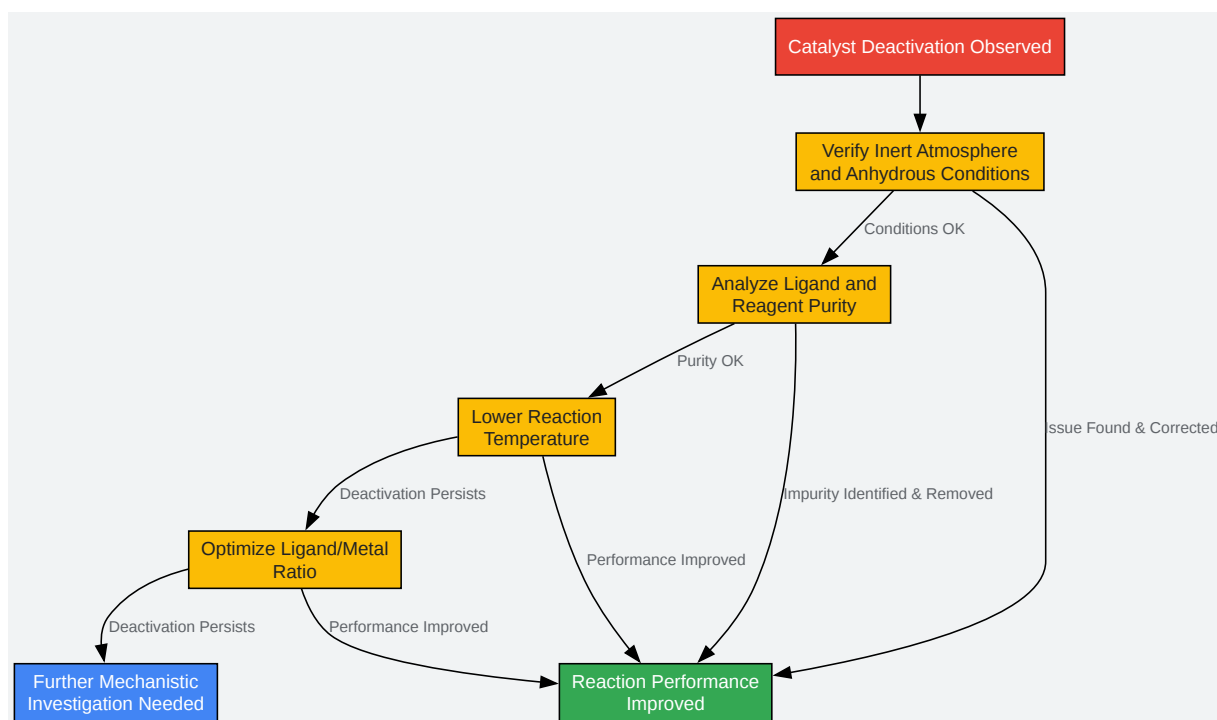 Catalyst Deactivation Observed
Verify Inert Atmosphere
and Anhydrous Conditions
Conditions OK
Analyze Ligand and
Reagent Purity
Purity OK
Lower Reaction
Temperature
Issue Found & Corrected
Deactivation Persists
Impurity Identified & Removed
Optimize Ligand/Metal
Ratio
Performance Improved
Deactivation Persists
Performance Improved
Further Mechanistic
Investigation Needed
Reaction Performance
Improved